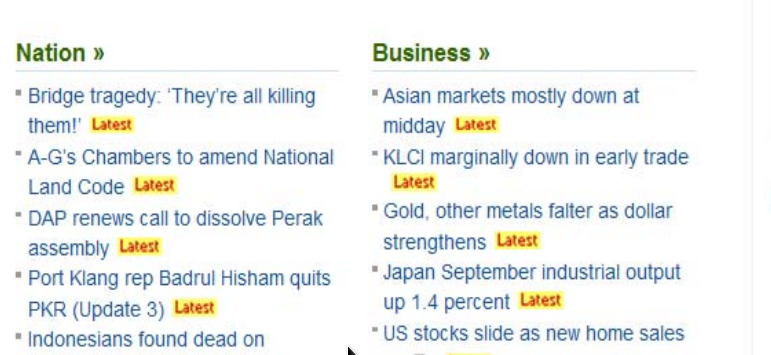 Nation »
Bridge tragedy: ‘They’re all killing
them!’ Latest
A-G’s Chambers to amend National
Land Code Latest
DAP renews call to dissolve Perak
assembly Latest
Port Klang rep Badrul Hisham quits
PKR (Update 3) Latest
Indonesians found dead on
Business »
Asian markets mostly down at
midday Latest
KLCI marginally down in early trade
Latest
Gold, other metals falter as dollar
strengthens Latest
Japan September industrial output
up 1.4 percent Latest
US stocks slide as new home sales